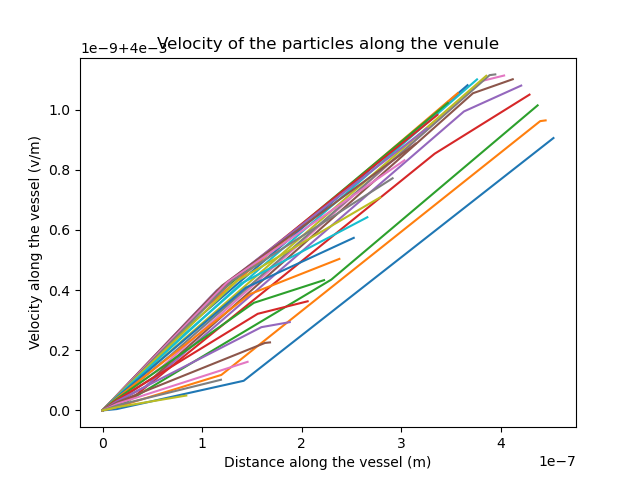 Velocity of the particles along the venule
1e−9+4e−3
Velocity along the vessel (v/m)
1.0
0.8
0.6
0.4
0.2
0.0
0 1 2 3 4
Distance along the vessel (m)
1e−7